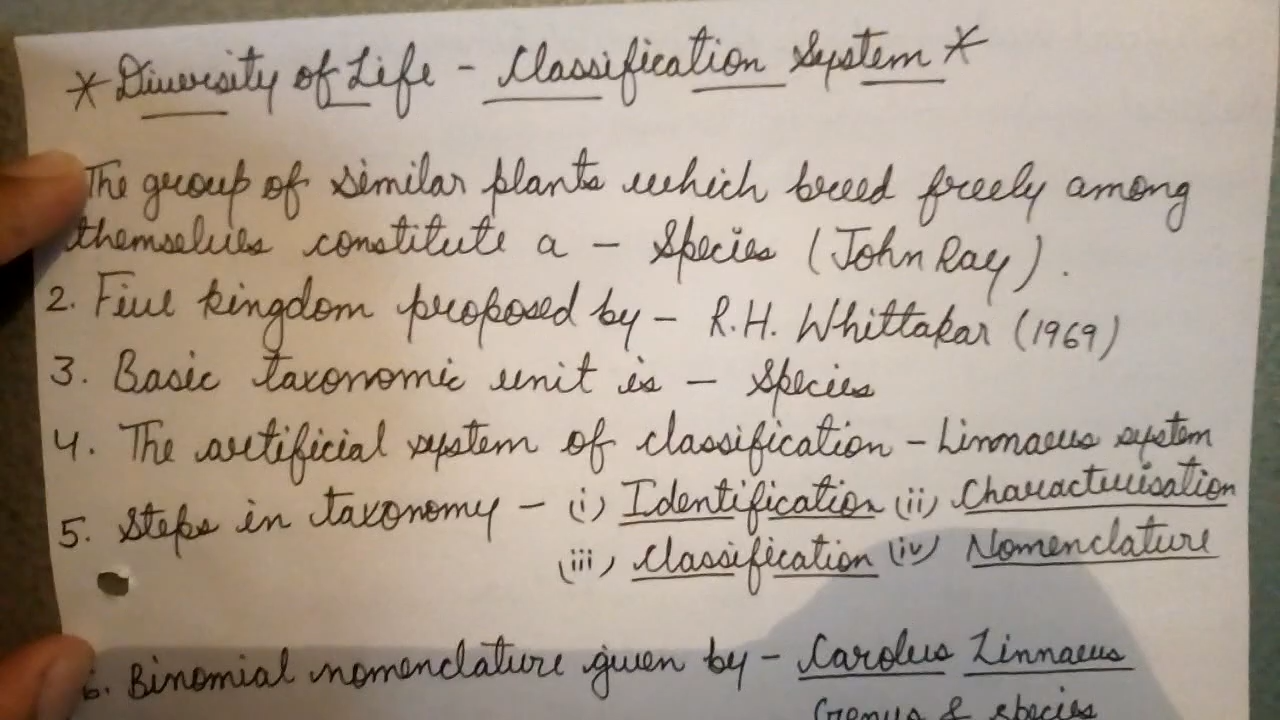 * Diversity of Life - Classification System *
The group of similar plants which breed freely among
themselves constitute a - Species (John Ray).
2. Five kingdom proposed by - R.H. Whittakar (1969)
3. Basic taxonomic unit is - Species
4. The artificial system of classification - Linnaeus system
5. Steps in taxonomy - (i) Identification (ii) Characterisation
(iii) Classification (iv) Nomenclature
6. Binomial nomenclature given by - Carolus Linnaeus
Genus & species